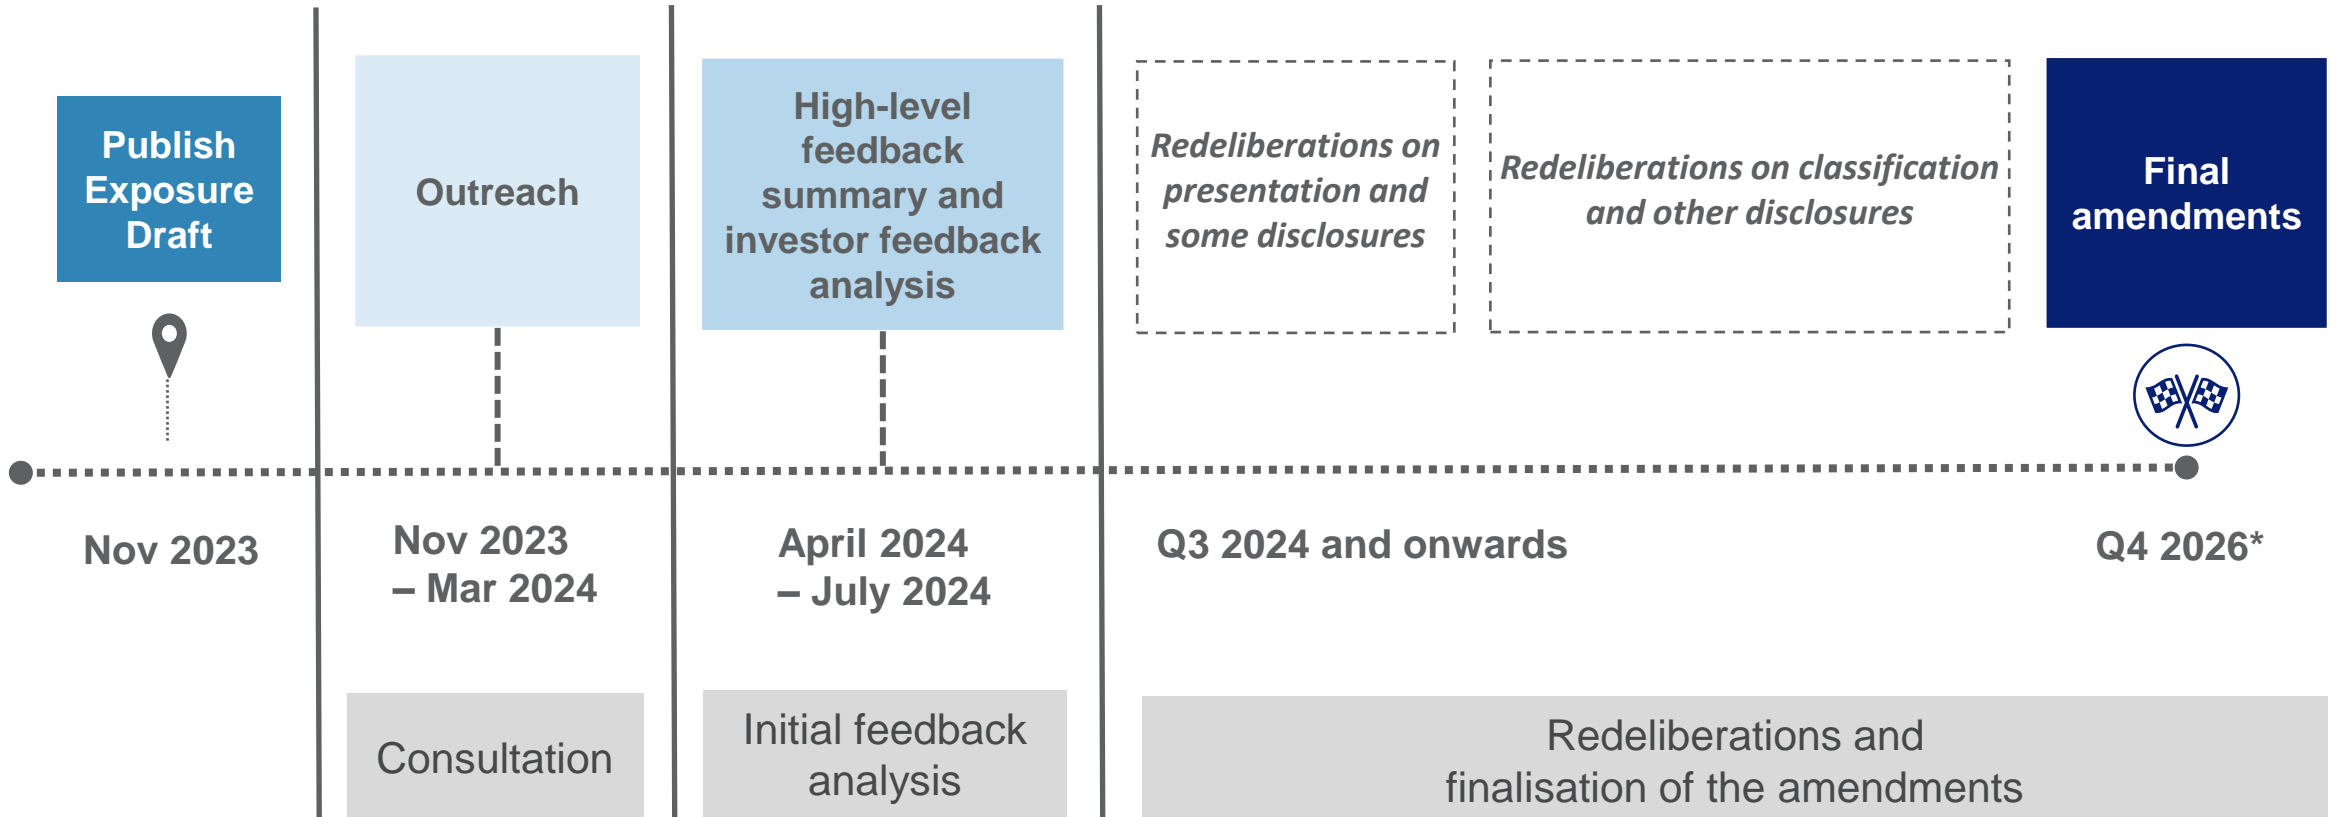 Publish
Exposure
Draft
Outreach
High-level
feedback
summary and
investor feedback
analysis
Redeliberations on
presentation and
some disclosures
Redeliberations on classification
and other disclosures
Final
amendments
Nov 2023
Nov 2023
– Mar 2024
April 2024
– July 2024
Q3 2024 and onwards
Q4 2026*
Consultation
Initial feedback
analysis
Redeliberations and
finalisation of the amendments